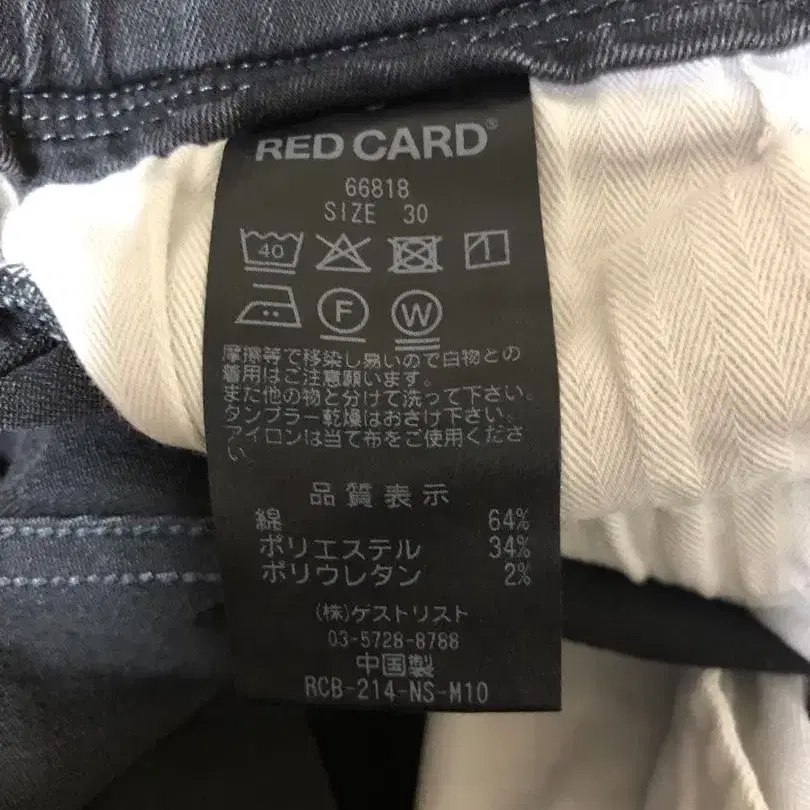 RED CARD®
66818
SIZE 30
40
F W
摩擦等で移染し易いので白物との
着用はご注意願います。
また他の物と分けて洗って下さい。
タンブラー乾燥はおさけ下さい。
アイロンは当て布をご使用くださ
い
品質表示
綿 64%
ポリエステル 34%
ポリウレタン 2%
(株)ゲストリスト
03-5728-8788
中国製
RCB-214-NS-M10